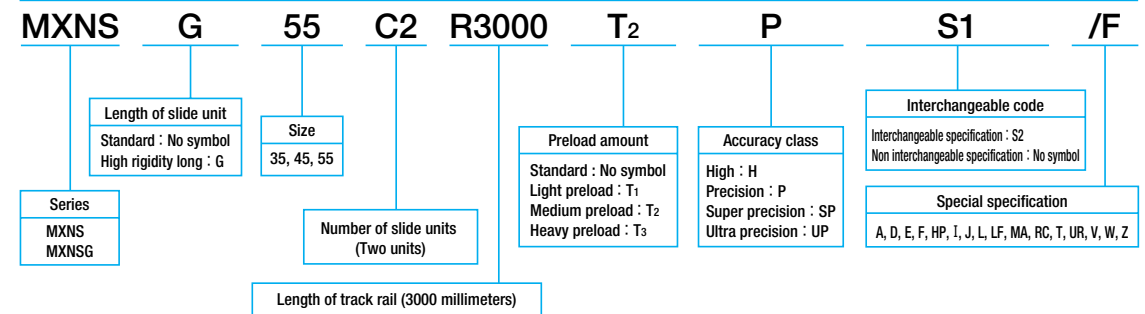 MXNS G 55 C2 R3000 T2 P S1 /F
Length of slide unit
Standard：No symbol
High rigidity long：G
Size
35, 45, 55
Preload amount
Standard : No symbol
Light preload：T1
Medium preload：T2
Heavy preload：T3
Accuracy class
High：H
Precision：P
Super precision：SP
Ultra precision：UP
Interchangeable code
Interchangeable specification：S2
Non interchangeable specification：No symbol
Series
MXNS
MXNSG
Number of slide units
(Two units)
Special specification
A, D, E, F, HP, I, J, L, LF, MA, RC, T, UR, V, W, Z
Length of track rail (3000 millimeters)